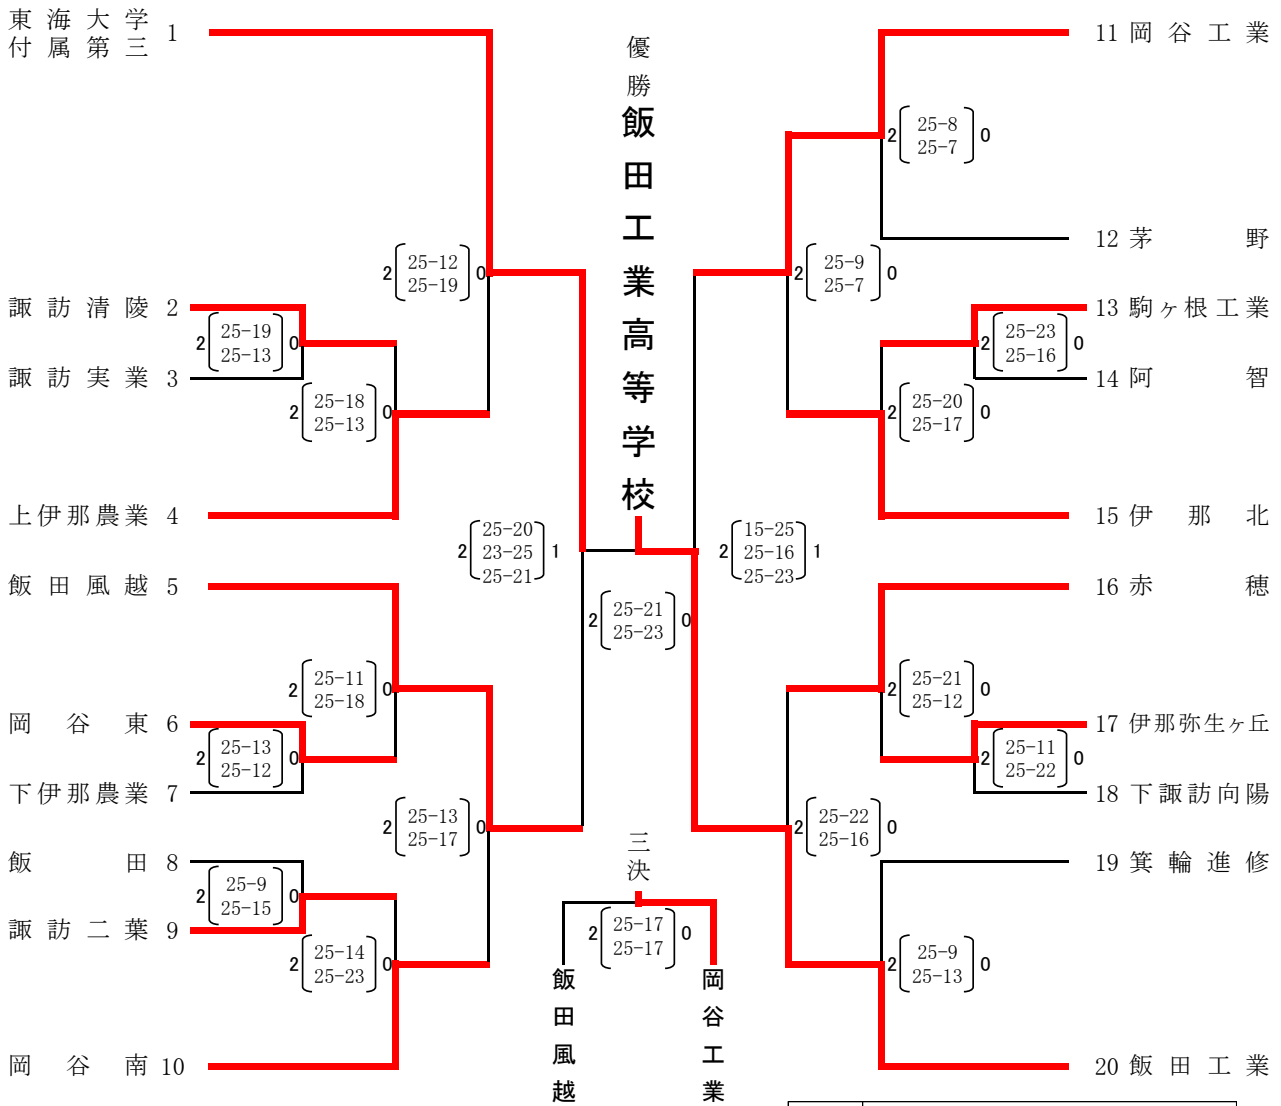 東海大学
付属第三 1
諏訪清陵 2
諏訪実業 3
上伊那農業 4
飯田風越 5
岡谷東 6
下伊那農業 7
飯田 8
諏訪二葉 9
岡谷南 10
2 25-19 0
25-13
2 25-18 0
25-13
2 25-12 0
25-19
2 25-11 0
25-18
2 25-13 0
25-12
2 25-13 0
25-17
2 25-9 0
25-15
2 25-14 0
25-23
2 25-20 1
23-25
25-21
優勝
飯田工業高等学校
2 25-21 0
25-23
三決
2 25-17 0
25-17
飯田風越
岡谷工業
2 15-25 1
25-16
25-23
2 25-8 0
25-7
2 25-9 0
25-7
2 25-23 0
25-16
2 25-20 0
25-17
2 25-21 0
25-12
2 25-11 0
25-22
2 25-22 0
25-16
2 25-9 0
25-13
11 岡谷工業
12 茅野
13 駒ヶ根工業
14 阿智
15 伊那北
16 赤穂
17 伊那弥生ヶ丘
18 下諏訪向陽
19 箕輪進修
20 飯田工業